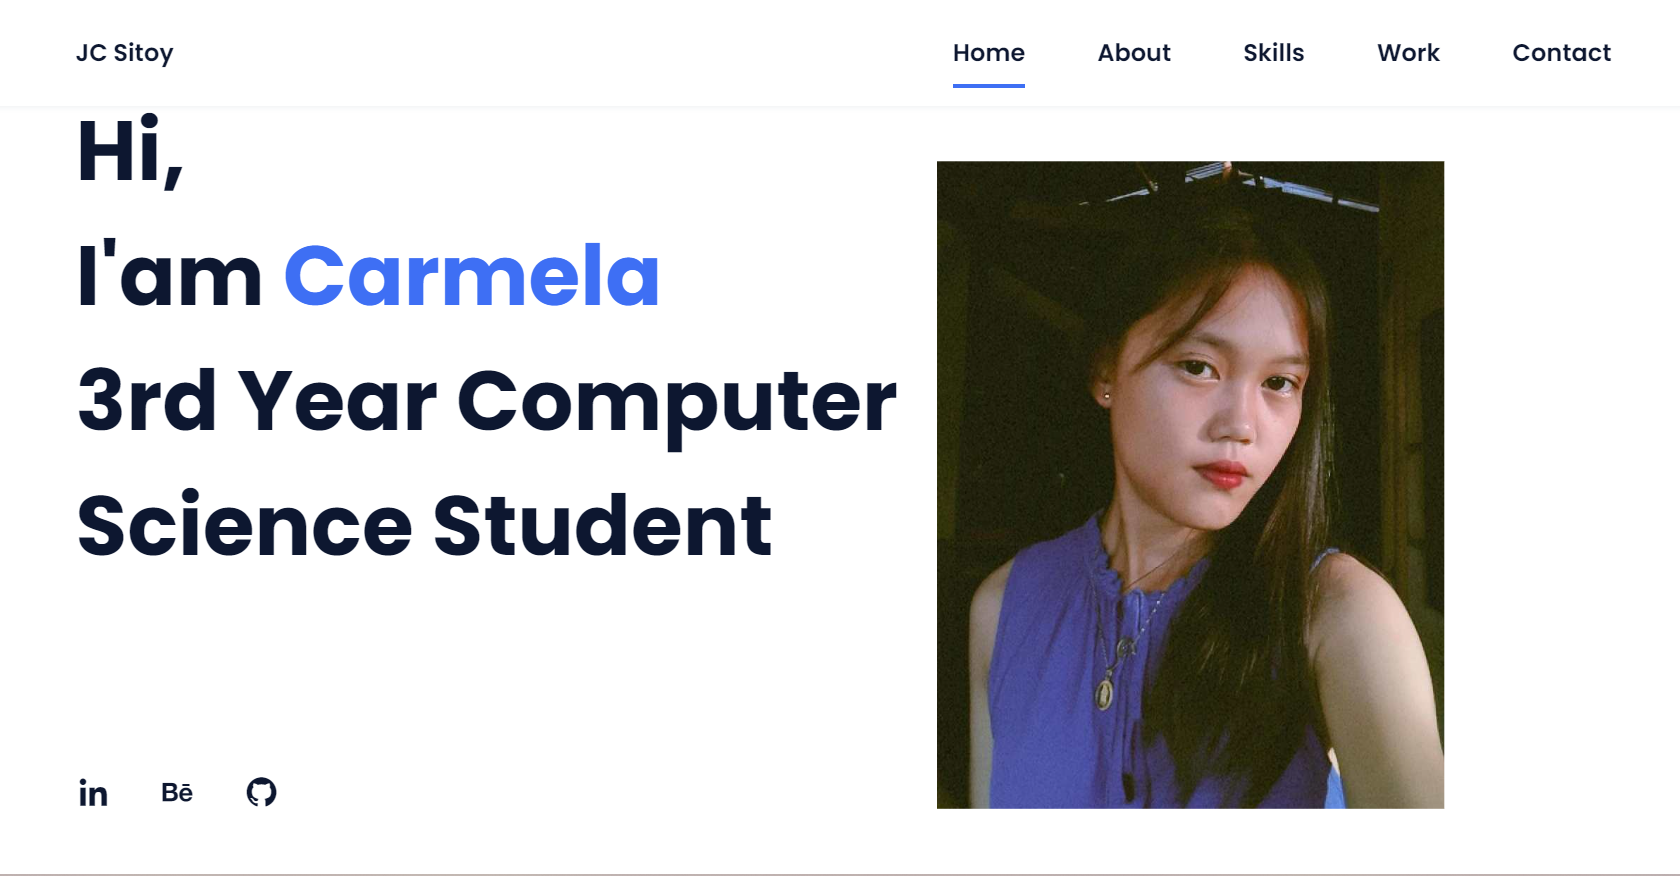 JC Sitoy
Home About Skills Work Contact
Hi,
I'am Carmela
3rd Year Computer
Science Student
in Bē